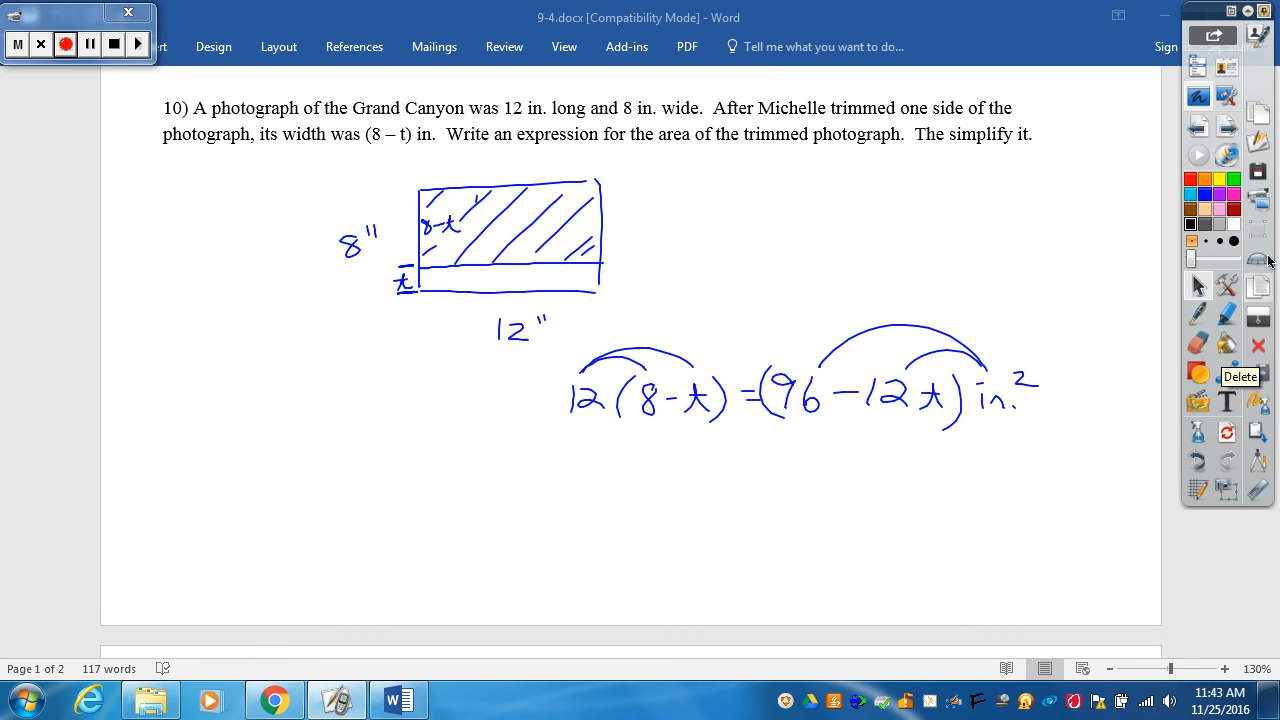 9-4.docx [Compatibility Mode] - Word
M
ert Design Layout References Mailings Review View Add-ins PDF Tell me what you want to do... Sign
10) A photograph of the Grand Canyon was 12 in. long and 8 in. wide. After Michelle trimmed one side of the
photograph, its width was (8 – t) in. Write an expression for the area of the trimmed photograph. The simplify it.
8-t
8"
t
12"
12(8-t)=(96-12t) in.²
Delete
T
Page 1 of 2 117 words 130%
11:43 AM
11/25/2016